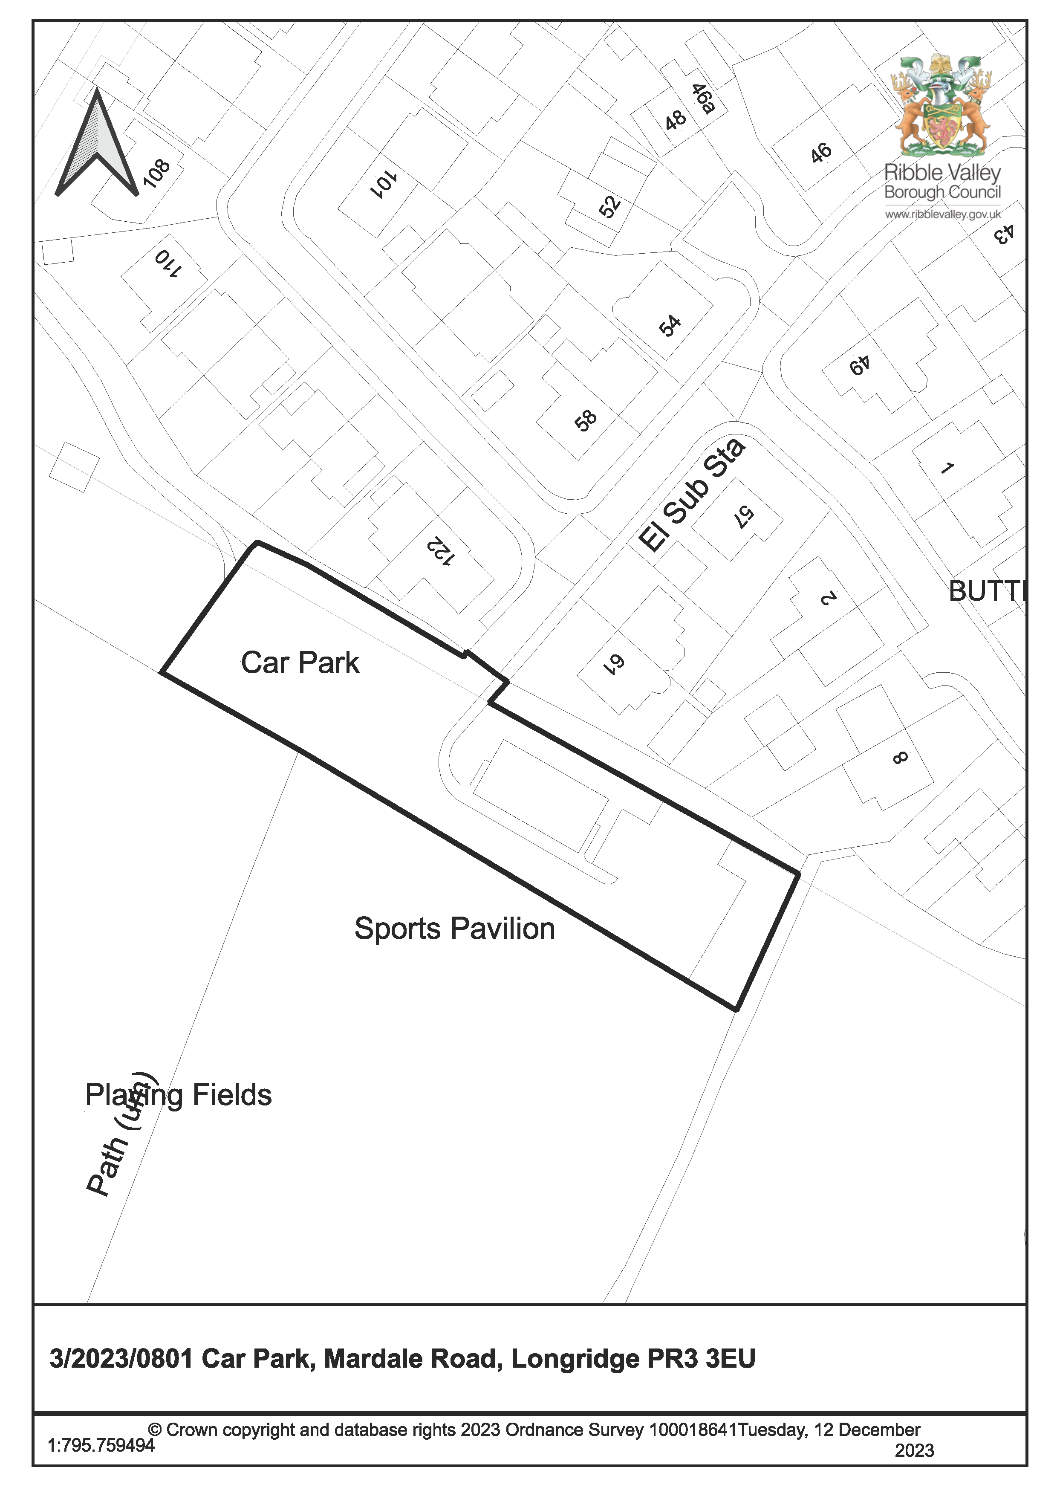 46a
48
46
108
101
52
Ribble Valley
Borough Council
www.ribblevalley.gov.uk
43
110
54
49
58
El Sub Sta
1
57
122
2
BUTTE
61
Car Park
8
Sports Pavilion
Playing Fields
Path (um)
3/2023/0801 Car Park, Mardale Road, Longridge PR3 3EU
© Crown copyright and database rights 2023 Ordnance Survey 100018641Tuesday, 12 December
2023
1:795.759494